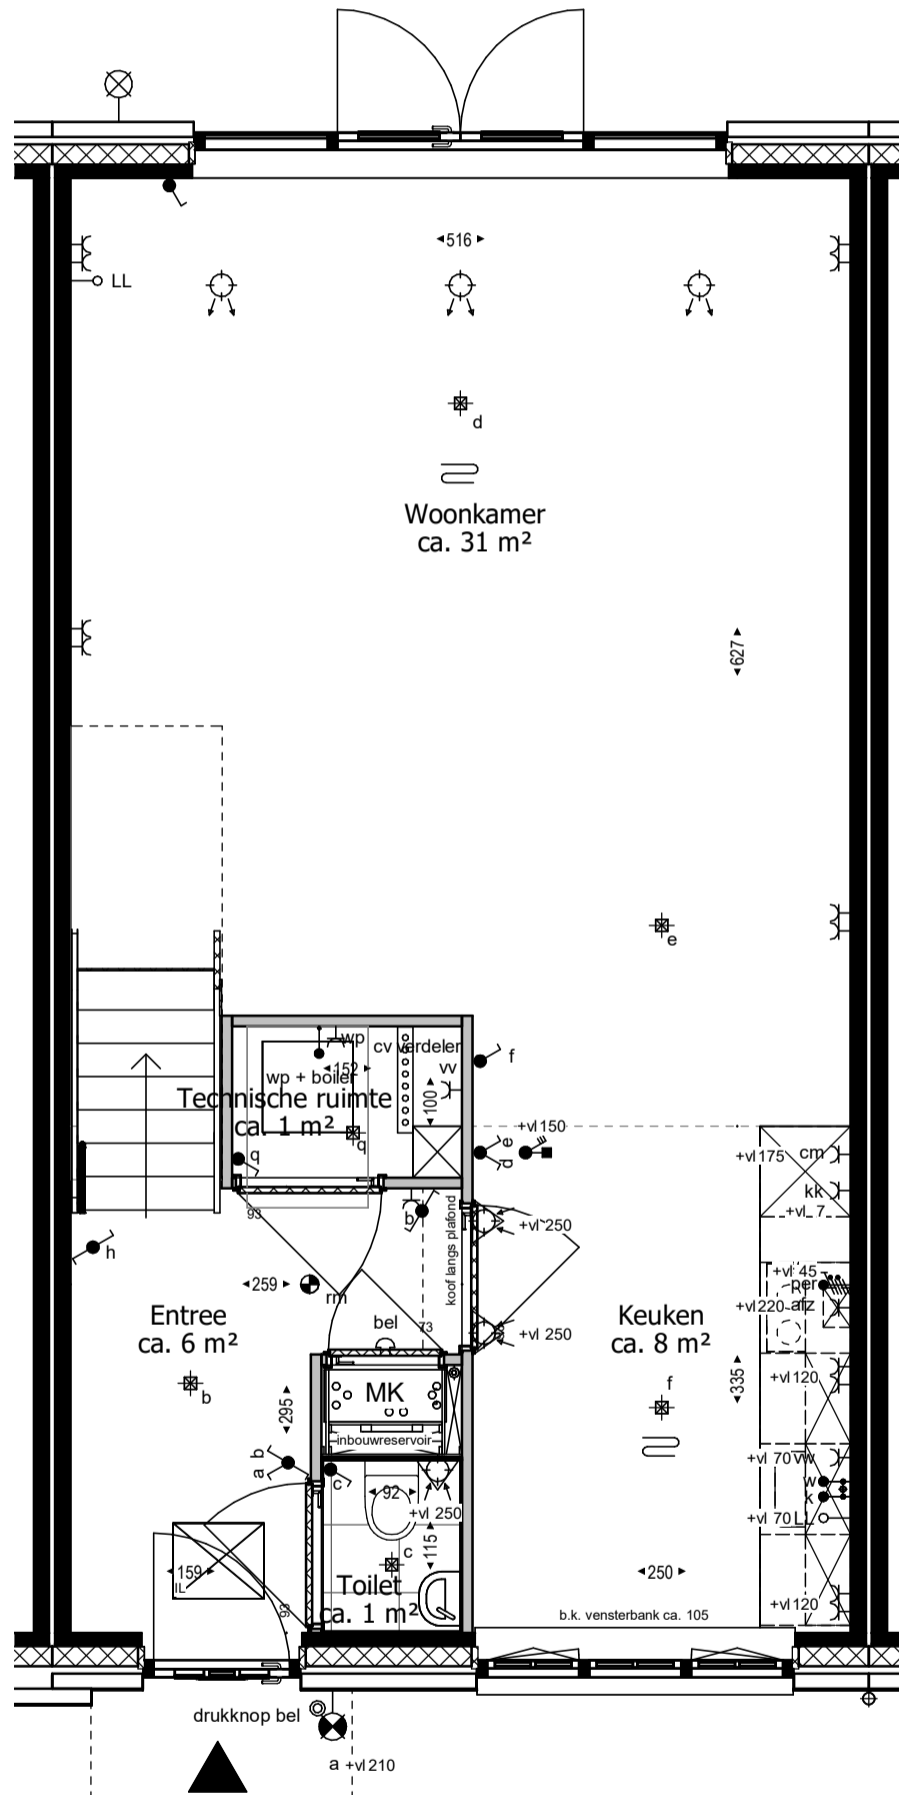 516
LL
d
Woonkamer
ca. 31 m²
627
e
wp
cv verdeler
f
wp + boiler
152
vv
100
Technische ruimte
ca. 1 m²
q
q
e
d
+vl 150
+vl 175
cm
kk
+vl 7
93
b
koof langs plafond
+vl 250
h
259
rm
+vl 45
per
+vl 220
afz
Entree
ca. 6 m²
bel
73
+vl 250
Keuken
ca. 8 m²
335
+vl 120
b
295
MK
f
inbouwreservoir
a b
c
+vl 70
vw
w
k
92
+vl 250
+vl 70
LL
115
c
159
IL
250
Toilet
ca. 1 m²
93
+vl 120
b.k. vensterbank ca. 105
drukknop bel
a +vl 210